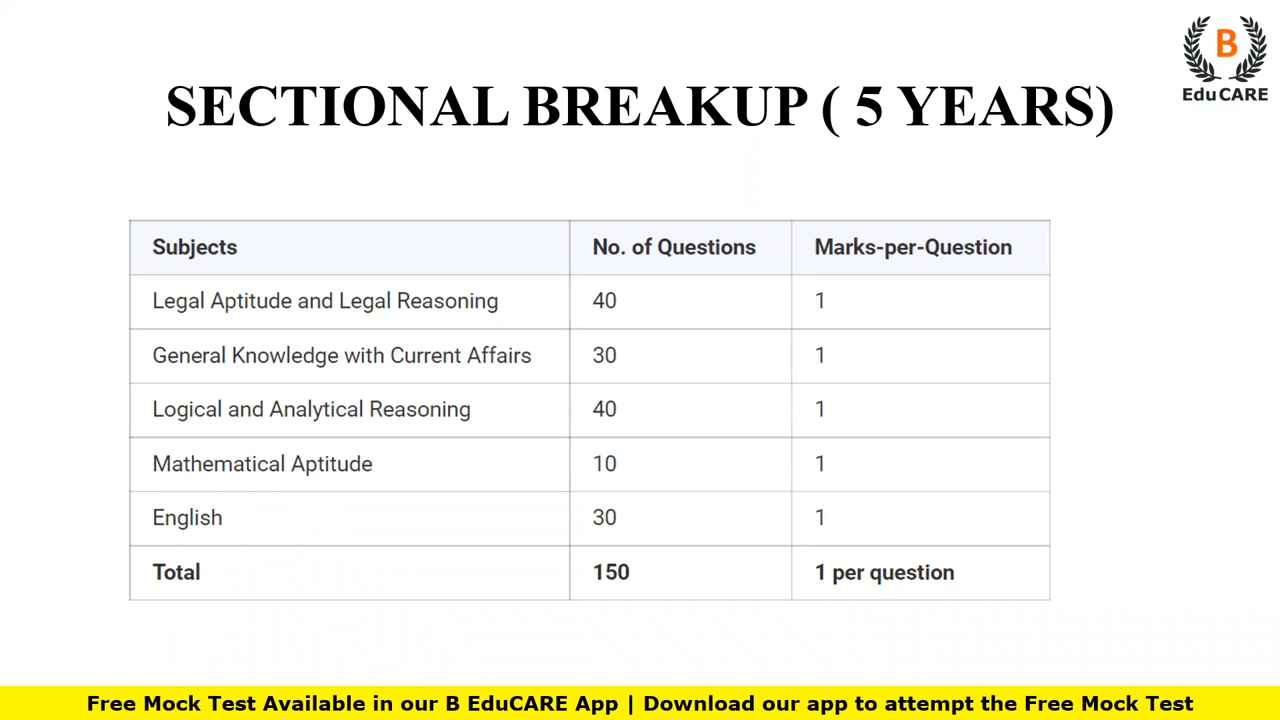 B
EduCARE
SECTIONAL BREAKUP ( 5 YEARS)
Subjects No. of Questions Marks-per-Question
Legal Aptitude and Legal Reasoning 40 1
General Knowledge with Current Affairs 30 1
Logical and Analytical Reasoning 40 1
Mathematical Aptitude 10 1
English 30 1
Total 150 1 per question
Free Mock Test Available in our B EduCARE App | Download our app to attempt the Free Mock Test